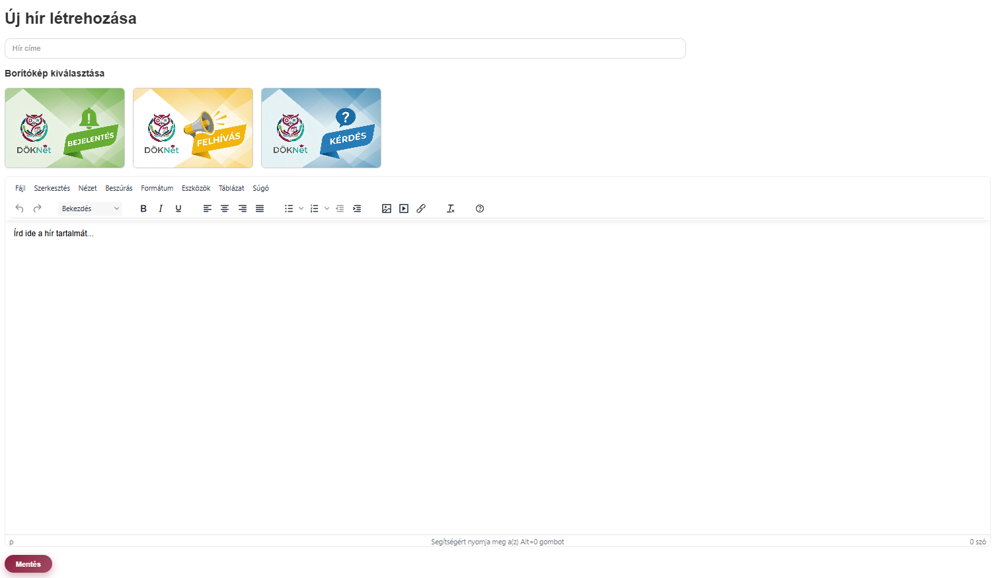 Új hír létrehozása
Hír címe
Borítókép kiválasztása
BEJELENTÉS
DÖKNet
FELHÍVÁS
DÖKNet
? KÉRDÉS
DÖKNet
Fájl Szerkesztés Nézet Beszúrás Formátum Eszközök Táblázat Súgó
Bekezdés B I U
Írd ide a hír tartalmát...
p Segítségért nyomja meg a(z) Alt+0 gombot 0 szó
Mentés